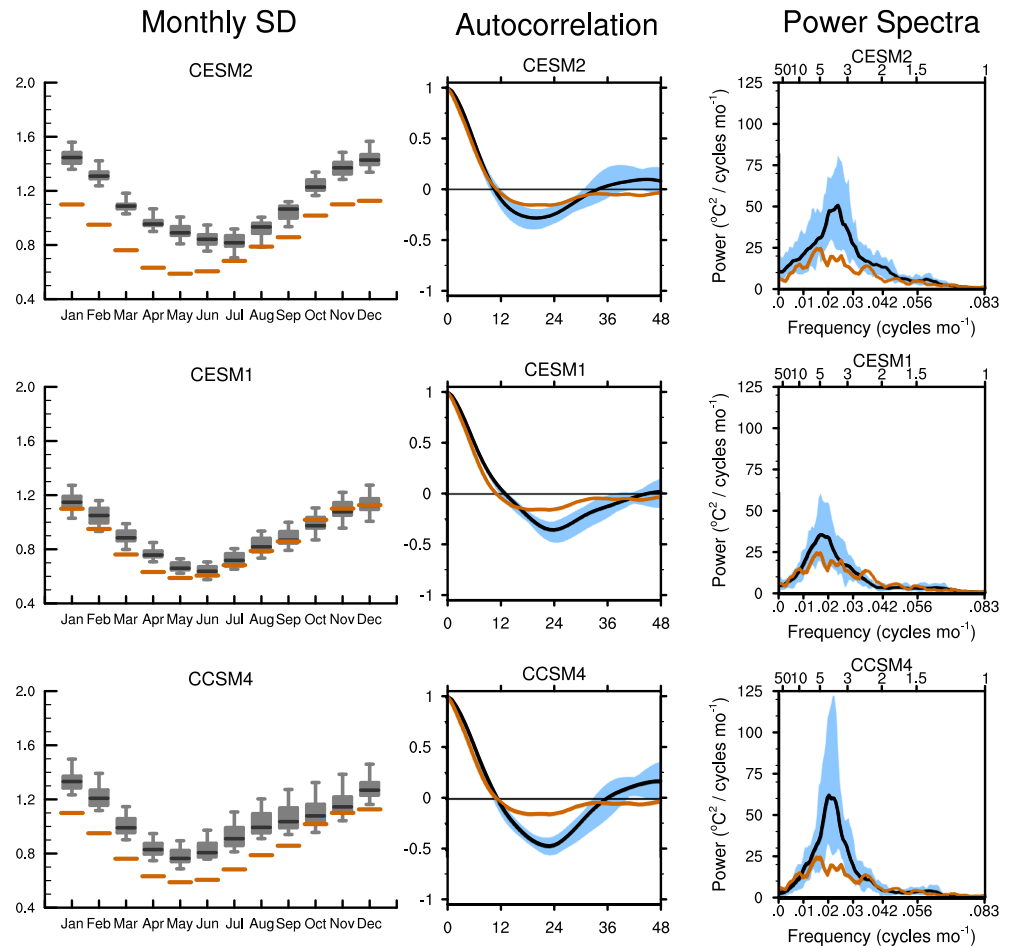 Monthly SD
Autocorrelation
Power Spectra
CESM2
2.0
1.6
1.2
0.8
0.4
Jan Feb Mar Apr May Jun Jul Aug Sep Oct Nov Dec
CESM2
1
0.5
0
-0.5
-1
0 12 24 36 48
CESM2
50 10 5 3 2 1.5 1
Power (°C² / cycles mo⁻¹)
125
100
75
50
25
0
.0 .01 .02 .03 .042 .056 .083
Frequency (cycles mo⁻¹)
CESM1
2.0
1.6
1.2
0.8
0.4
Jan Feb Mar Apr May Jun Jul Aug Sep Oct Nov Dec
CESM1
1
0.5
0
-0.5
-1
0 12 24 36 48
CESM1
50 10 5 3 2 1.5 1
Power (°C² / cycles mo⁻¹)
125
100
75
50
25
0
.0 .01 .02 .03 .042 .056 .083
Frequency (cycles mo⁻¹)
CCSM4
2.0
1.6
1.2
0.8
0.4
Jan Feb Mar Apr May Jun Jul Aug Sep Oct Nov Dec
CCSM4
1
0.5
0
-0.5
-1
0 12 24 36 48
CCSM4
50 10 5 3 2 1.5 1
Power (°C² / cycles mo⁻¹)
125
100
75
50
25
0
.0 .01 .02 .03 .042 .056 .083
Frequency (cycles mo⁻¹)